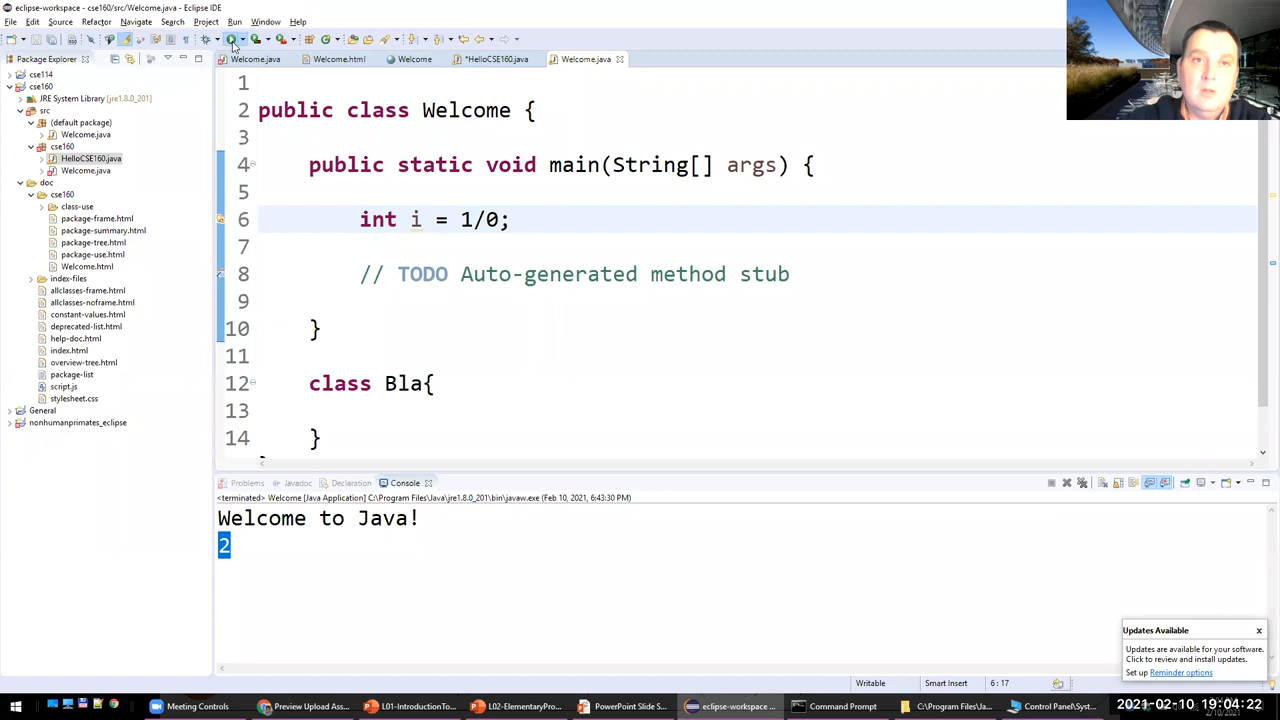 eclipse-workspace - cse160/src/Welcome.java - Eclipse IDE
File Edit Source Refactor Navigate Search Project Run Window Help
Package Explorer
Welcome.java Welcome.html Welcome *HelloCSE160.java Welcome.java
cse114
cse160
JRE System Library [jre1.8.0_201]
src
(default package)
Welcome.java
cse160
HelloCSE160.java
Welcome.java
doc
cse160
class-use
package-frame.html
package-summary.html
package-tree.html
package-use.html
Welcome.html
index-files
allclasses-frame.html
allclasses-noframe.html
constant-values.html
deprecated-list.html
help-doc.html
index.html
overview-tree.html
package-list
script.js
stylesheet.css
General
nonhumanprimates_eclipse
1
2 public class Welcome {
3
4 public static void main(String[] args) {
5
6 int i = 1/0;
7
8 // TODO Auto-generated method stub
9
10 }
11
12 class Bla{
13
14 }
Problems Javadoc Declaration Console
<terminated> Welcome [Java Application] C:\Program Files\Java\jre1.8.0_201\bin\javaw.exe (Feb 10, 2021, 6:43:30 PM)
Welcome to Java!
2
Updates Available
Updates are available for your software.
Click to review and install updates.
Set up Reminder options
Writable Smart Insert 6 : 17
Meeting Controls Preview Upload Ass... L01-IntroductionTo... L02-ElementaryPro... PowerPoint Slide S... eclipse-workspace ... Command Prompt C:\Program Files\Ja... Control Panel\Syst...
2021-02-10 19:04:22